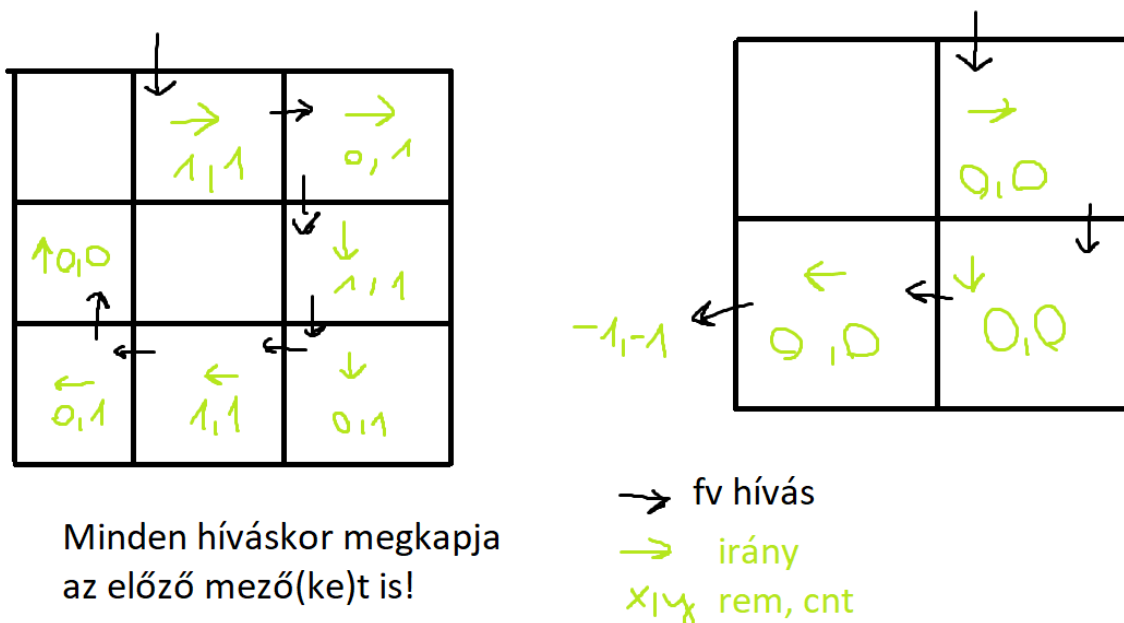 1,1 0,1
0,0 1,1
0,1 1,1 0,1
0,0
-1,-1 0,0 0,0
Minden híváskor megkapja
az előző mező(ke)t is!
fv hívás
irány
x,y rem, cnt